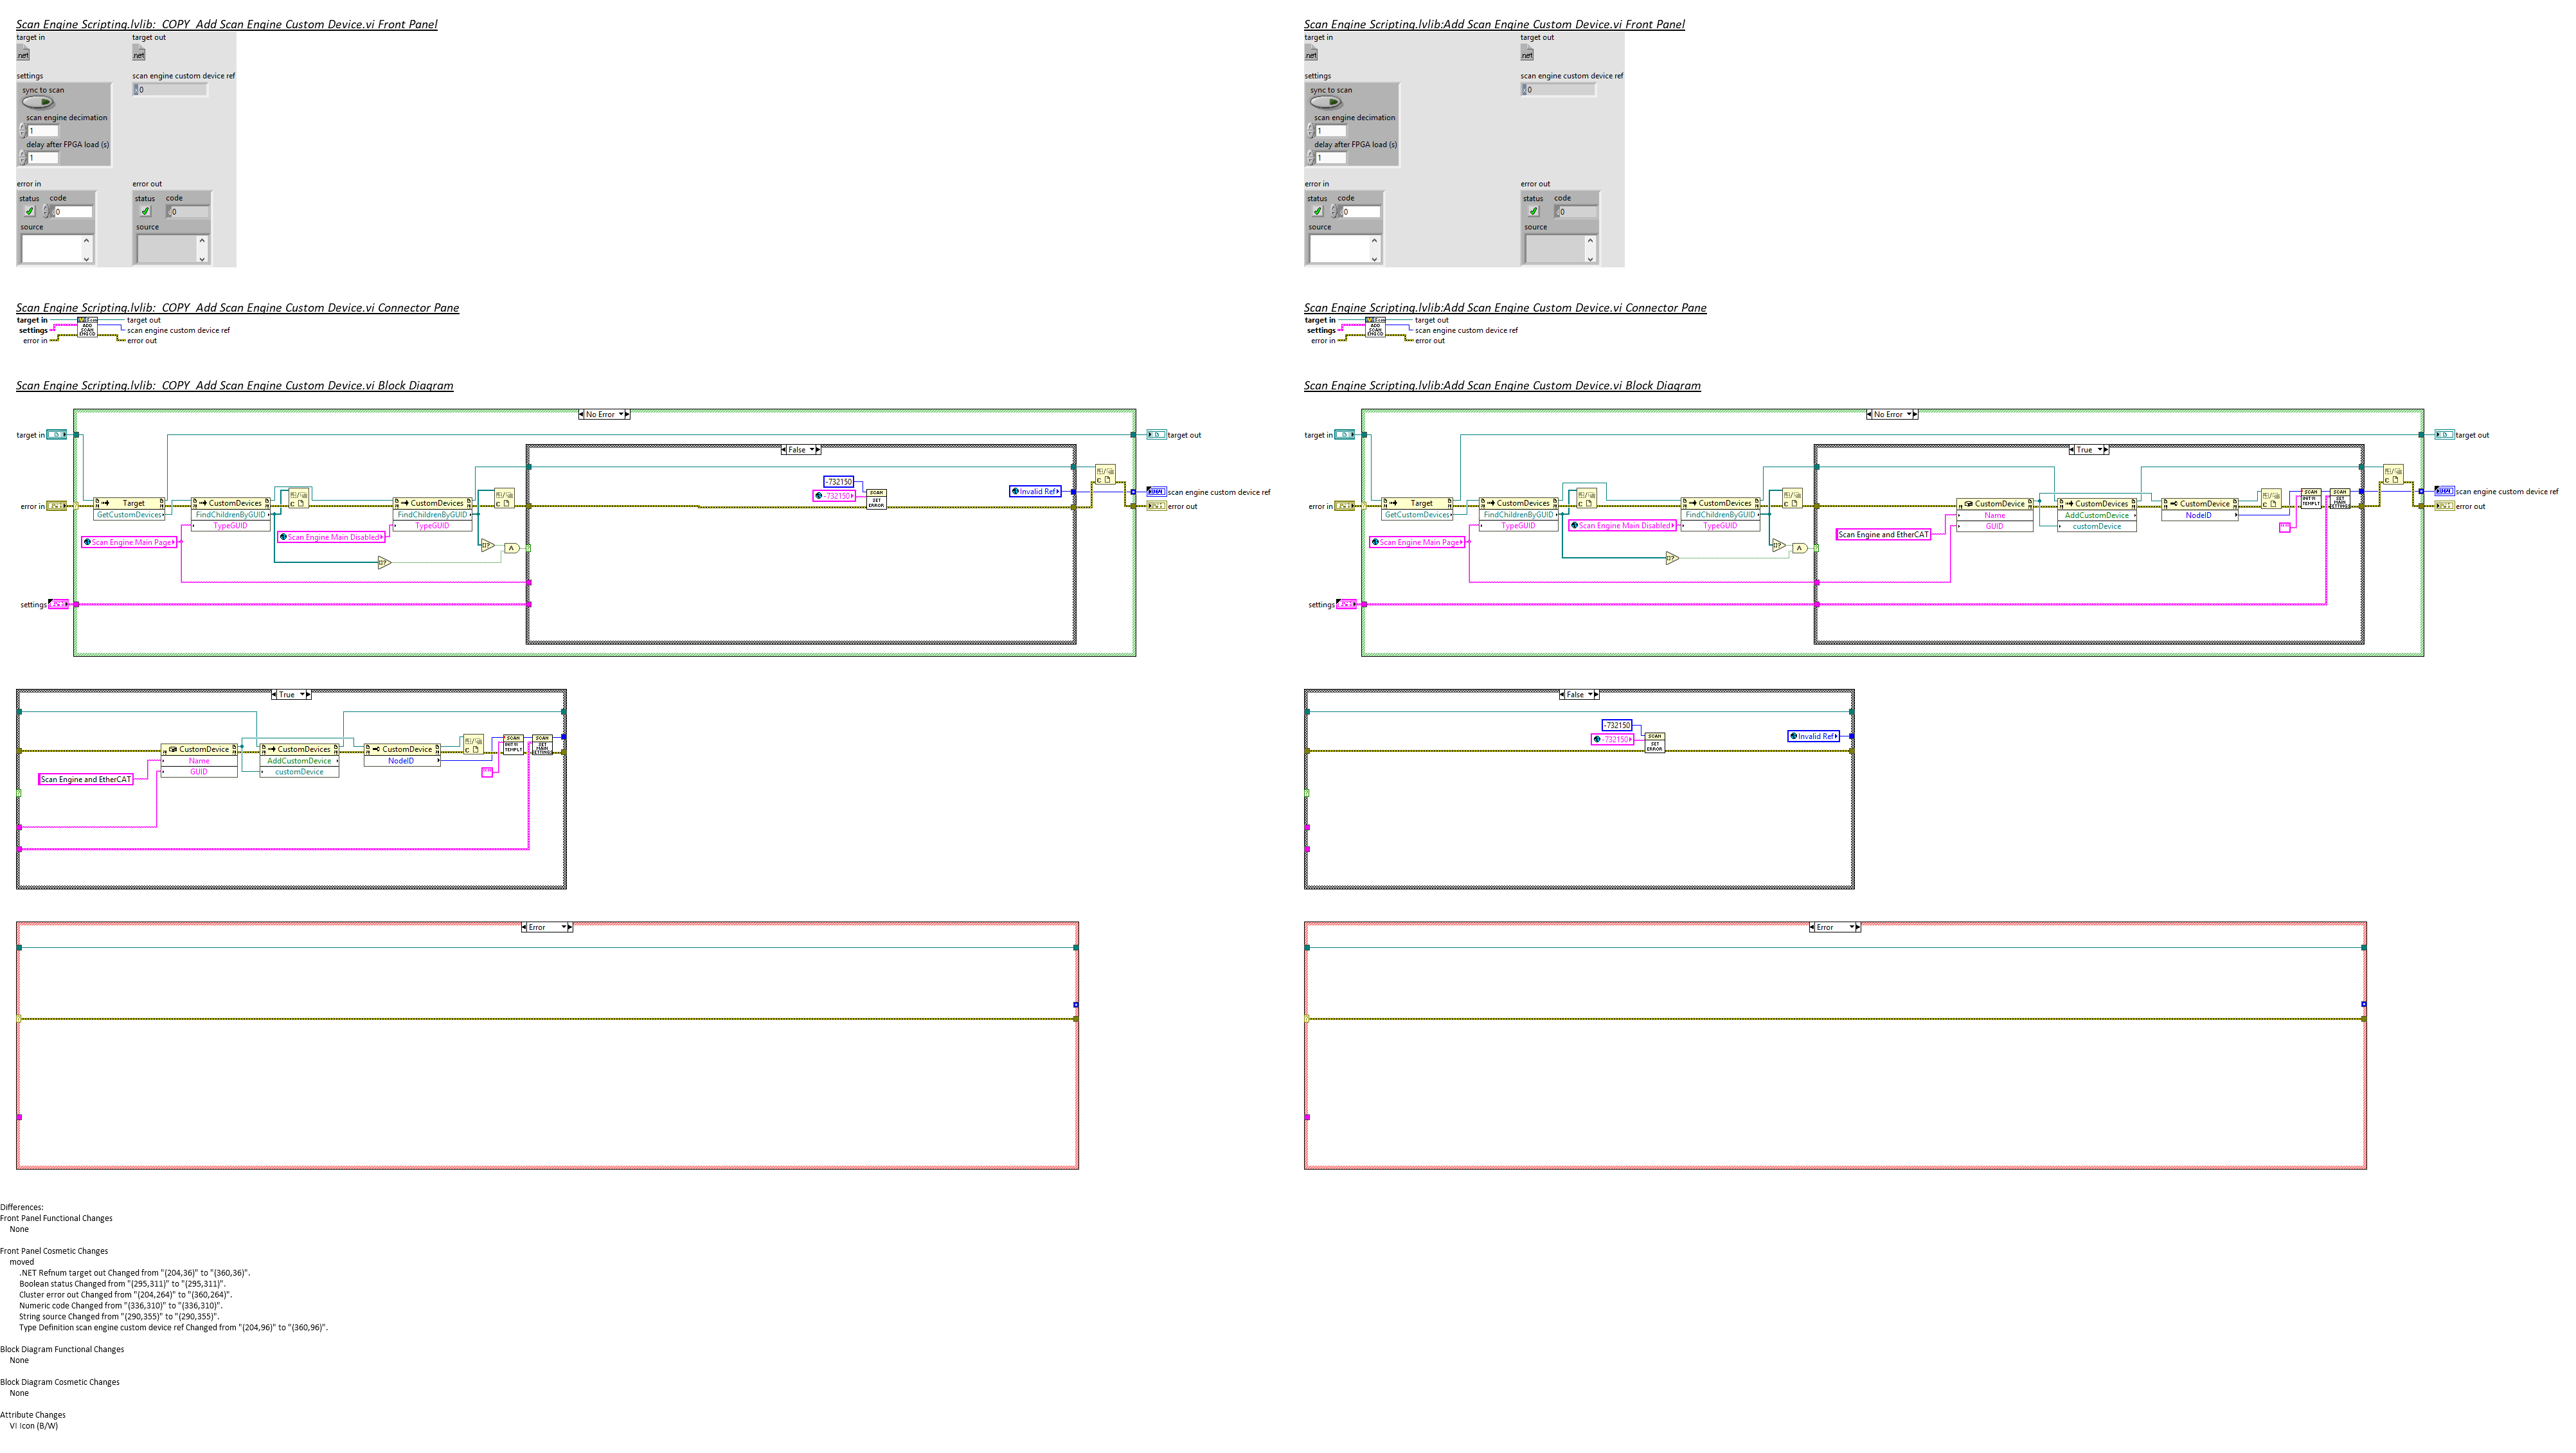 Scan Engine Scripting.lvlib:_COPY_Add Scan Engine Custom Device.vi Front Panel
target in
target out
settings
scan engine custom device ref
sync to scan
0
scan engine decimation
1
delay after FPGA load (s)
1
error in
error out
status code
status code
0
0
source
source
Scan Engine Scripting.lvlib:Add Scan Engine Custom Device.vi Front Panel
target in
target out
settings
scan engine custom device ref
sync to scan
0
scan engine decimation
1
delay after FPGA load (s)
1
error in
error out
status code
status code
0
0
source
source
Scan Engine Scripting.lvlib:_COPY_Add Scan Engine Custom Device.vi Connector Pane
target in
target out
settings
scan engine custom device ref
error in
error out
ADD
SCAN
Scan Engine Scripting.lvlib:Add Scan Engine Custom Device.vi Connector Pane
target in
target out
settings
scan engine custom device ref
error in
error out
ADD
SCAN
Scan Engine Scripting.lvlib:_COPY_Add Scan Engine Custom Device.vi Block Diagram
No Error
target in
target out
False
-732150
-732150
SCAN
SET
ERROR
Invalid Ref
scan engine custom device ref
error in
error out
Target
GetCustomDevices
CustomDevices
FindChildrenByGUID
TypeGUID
CustomDevices
FindChildrenByGUID
TypeGUID
Scan Engine Main Disabled
Scan Engine Main Page
settings
Scan Engine Scripting.lvlib:Add Scan Engine Custom Device.vi Block Diagram
No Error
target in
target out
True
scan engine custom device ref
error in
error out
Target
GetCustomDevices
CustomDevices
FindChildrenByGUID
TypeGUID
CustomDevices
FindChildrenByGUID
TypeGUID
Scan Engine Main Disabled
Scan Engine Main Page
CustomDevice
Name
GUID
CustomDevices
AddCustomDevice
customDevice
CustomDevice
NodeID
Scan Engine and EtherCAT
settings
True
CustomDevice
Name
GUID
CustomDevices
AddCustomDevice
customDevice
CustomDevice
NodeID
Scan Engine and EtherCAT
False
-732150
-732150
SCAN
SET
ERROR
Invalid Ref
Error
Error
Differences:
Front Panel Functional Changes
None
Front Panel Cosmetic Changes
moved
.NET Refnum target out Changed from "(204,36)" to "(360,36)".
Boolean status Changed from "(295,311)" to "(295,311)".
Cluster error out Changed from "(204,264)" to "(360,264)".
Numeric code Changed from "(336,310)" to "(336,310)".
String source Changed from "(290,355)" to "(290,355)".
Type Definition scan engine custom device ref Changed from "(204,96)" to "(360,96)".
Block Diagram Functional Changes
None
Block Diagram Cosmetic Changes
None
Attribute Changes
VI Icon (B/W)